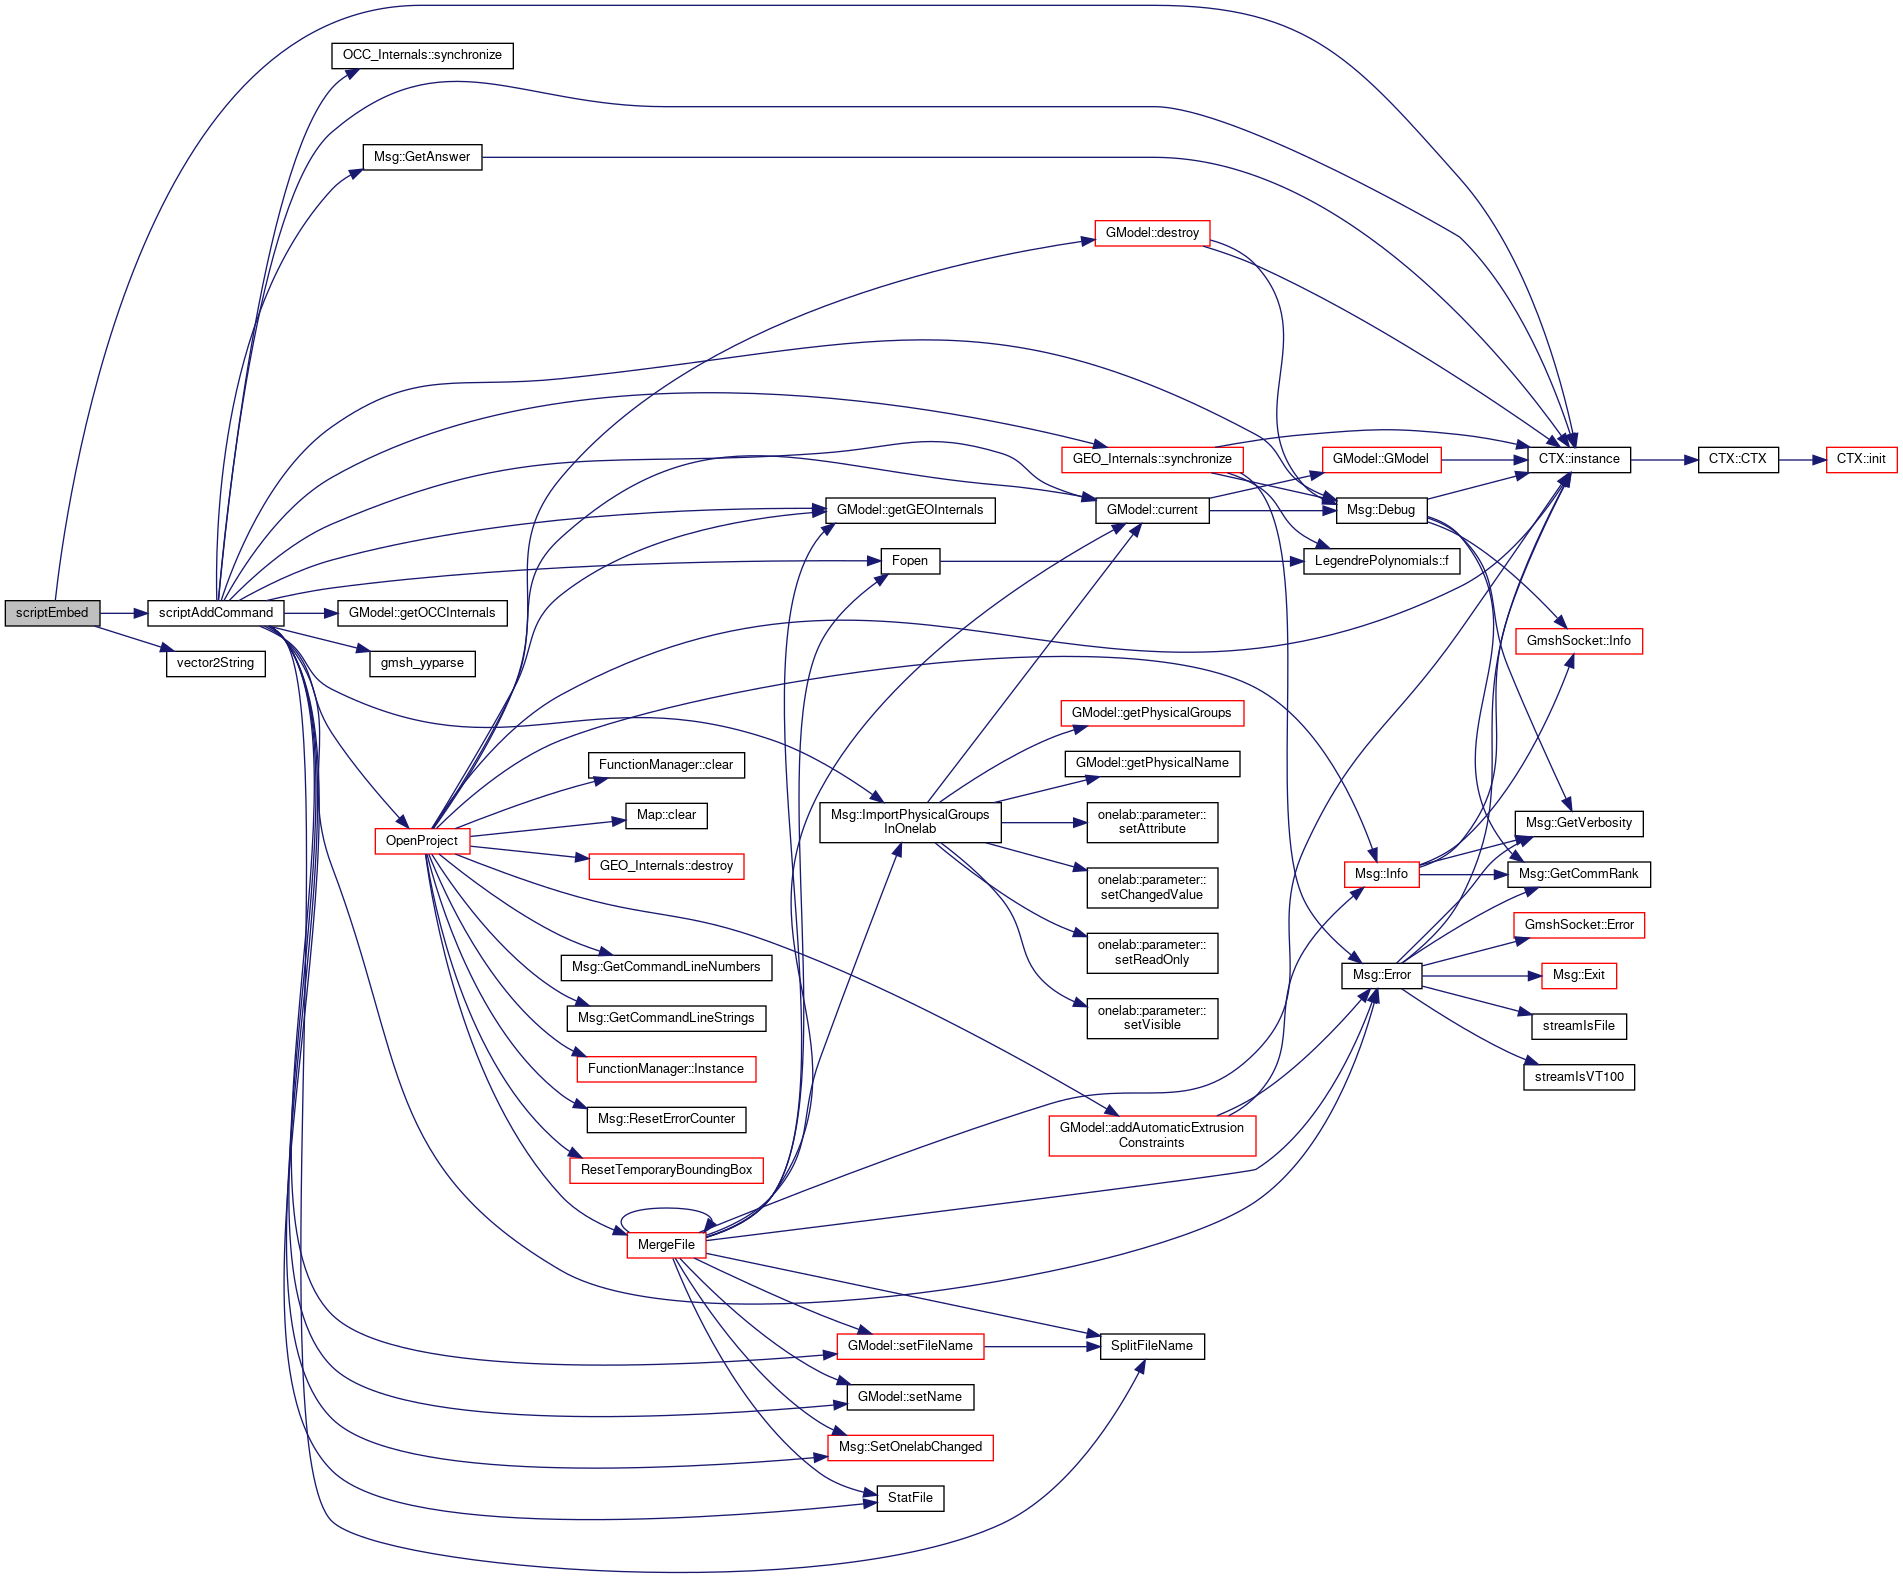 OCC_Internals::synchronize
Msg::GetAnswer
GModel::destroy
GEO_Internals::synchronize
GModel::GModel
CTX::instance
CTX::CTX
CTX::init
GModel::getGEOInternals
GModel::current
Msg::Debug
Fopen
LegendrePolynomials::f
scriptEmbed
scriptAddCommand
GModel::getOCCInternals
GmshSocket::Info
vector2String
gmsh_yyparse
GModel::getPhysicalGroups
FunctionManager::clear
GModel::getPhysicalName
Map::clear
Msg::ImportPhysicalGroups
InOnelab
onelab::parameter::
setAttribute
Msg::GetVerbosity
OpenProject
GEO_Internals::destroy
onelab::parameter::
setChangedValue
Msg::Info
Msg::GetCommRank
GmshSocket::Error
onelab::parameter::
setReadOnly
Msg::GetCommandLineNumbers
Msg::Error
Msg::Exit
Msg::GetCommandLineStrings
onelab::parameter::
setVisible
streamIsFile
FunctionManager::Instance
streamIsVT100
Msg::ResetErrorCounter
GModel::addAutomaticExtrusion
Constraints
ResetTemporaryBoundingBox
MergeFile
GModel::setFileName
SplitFileName
GModel::setName
Msg::SetOnelabChanged
StatFile